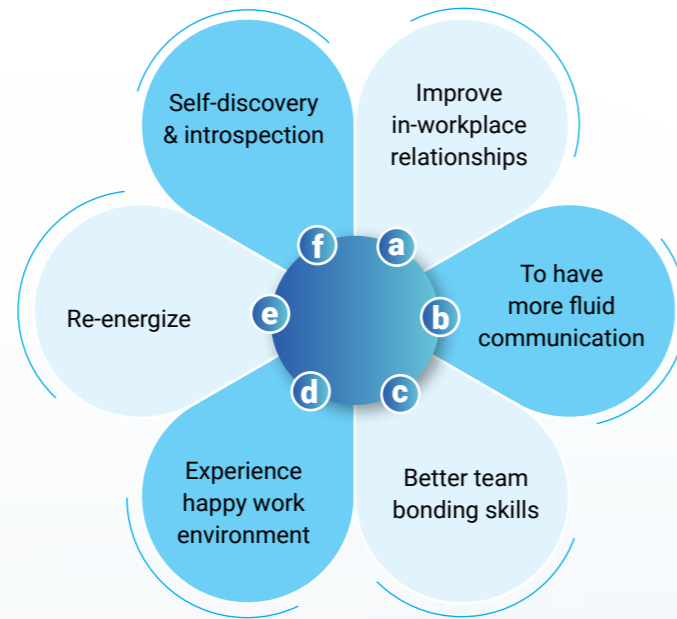 a
Improve
in-workplace
relationships
b
To have
more fluid
communication
c
Better team
bonding skills
d
Experience
happy work
environment
e
Re-energize
f
Self-discovery
& introspection